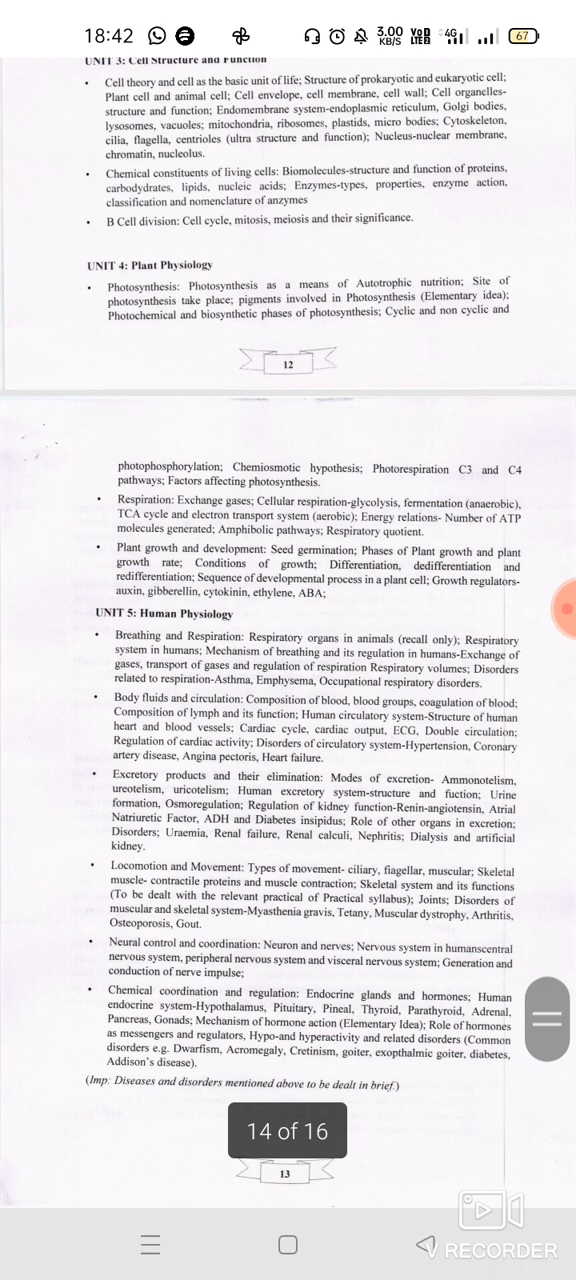 18:42
3.00
KB/S
4G
67
UNIT 3: Cell Structure and Function
• Cell theory and cell as the basic unit of life; Structure of prokaryotic and eukaryotic cell;
Plant cell and animal cell; Cell envelope, cell membrane, cell wall; Cell organelles-
structure and function; Endomembrane system-endoplasmic reticulum, Golgi bodies,
lysosomes, vacuoles; mitochondria, ribosomes, plastids, micro bodies; Cytoskeleton,
cilia, flagella, centrioles (ultra structure and function); Nucleus-nuclear membrane,
chromatin, nucleolus.
• Chemical constituents of living cells: Biomolecules-structure and function of proteins,
carbodydrates, lipids, nucleic acids; Enzymes-types, properties, enzyme action,
classification and nomenclature of anzymes
• B Cell division: Cell cycle, mitosis, meiosis and their significance.
UNIT 4: Plant Physiology
• Photosynthesis: Photosynthesis as a means of Autotrophic nutrition; Site of
photosynthesis take place; pigments involved in Photosynthesis (Elementary idea);
Photochemical and biosynthetic phases of photosynthesis; Cyclic and non cyclic and
12
photophosphorylation; Chemiosmotic hypothesis; Photorespiration C3 and C4
pathways; Factors affecting photosynthesis.
• Respiration: Exchange gases; Cellular respiration-glycolysis, fermentation (anaerobic),
TCA cycle and electron transport system (aerobic); Energy relations- Number of ATP
molecules generated; Amphibolic pathways; Respiratory quotient.
• Plant growth and development: Seed germination; Phases of Plant growth and plant
growth rate; Conditions of growth; Differentiation, dedifferentiation and
redifferentiation; Sequence of developmental process in a plant cell; Growth regulators-
auxin, gibberellin, cytokinin, ethylene, ABA;
UNIT 5: Human Physiology
• Breathing and Respiration: Respiratory organs in animals (recall only); Respiratory
system in humans; Mechanism of breathing and its regulation in humans-Exchange of
gases, transport of gases and regulation of respiration Respiratory volumes; Disorders
related to respiration-Asthma, Emphysema, Occupational respiratory disorders.
• Body fluids and circulation: Composition of blood, blood groups, coagulation of blood;
Composition of lymph and its function; Human circulatory system-Structure of human
heart and blood vessels; Cardiac cycle, cardiac output, ECG, Double circulation;
Regulation of cardiac activity; Disorders of circulatory system-Hypertension, Coronary
artery disease, Angina pectoris, Heart failure.
• Excretory products and their elimination: Modes of excretion- Ammonotelism,
ureotelism, uricotelism; Human excretory system-structure and fuction; Urine
formation, Osmoregulation; Regulation of kidney function-Renin-angiotensin, Atrial
Natriuretic Factor, ADH and Diabetes insipidus; Role of other organs in excretion;
Disorders; Uraemia, Renal failure, Renal calculi, Nephritis; Dialysis and artificial
kidney.
• Locomotion and Movement: Types of movement- ciliary, fiagellar, muscular; Skeletal
muscle- contractile proteins and muscle contraction; Skeletal system and its functions
(To be dealt with the relevant practical of Practical syllabus); Joints; Disorders of
muscular and skeletal system-Myasthenia gravis, Tetany, Muscular dystrophy, Arthritis,
Osteoporosis, Gout.
• Neural control and coordination: Neuron and nerves; Nervous system in humanscentral
nervous system, peripheral nervous system and visceral nervous system; Generation and
conduction of nerve impulse;
• Chemical coordination and regulation: Endocrine glands and hormones; Human
endocrine system-Hypothalamus, Pituitary, Pineal, Thyroid, Parathyroid, Adrenal,
Pancreas, Gonads; Mechanism of hormone action (Elementary Idea); Role of hormones
as messengers and regulators, Hypo-and hyperactivity and related disorders (Common
disorders e.g. Dwarfism, Acromegaly, Cretinism, goiter, exopthalmic goiter, diabetes,
Addison's disease).
(Imp: Diseases and disorders mentioned above to be dealt in brief.)
14 of 16
13
V RECORDER